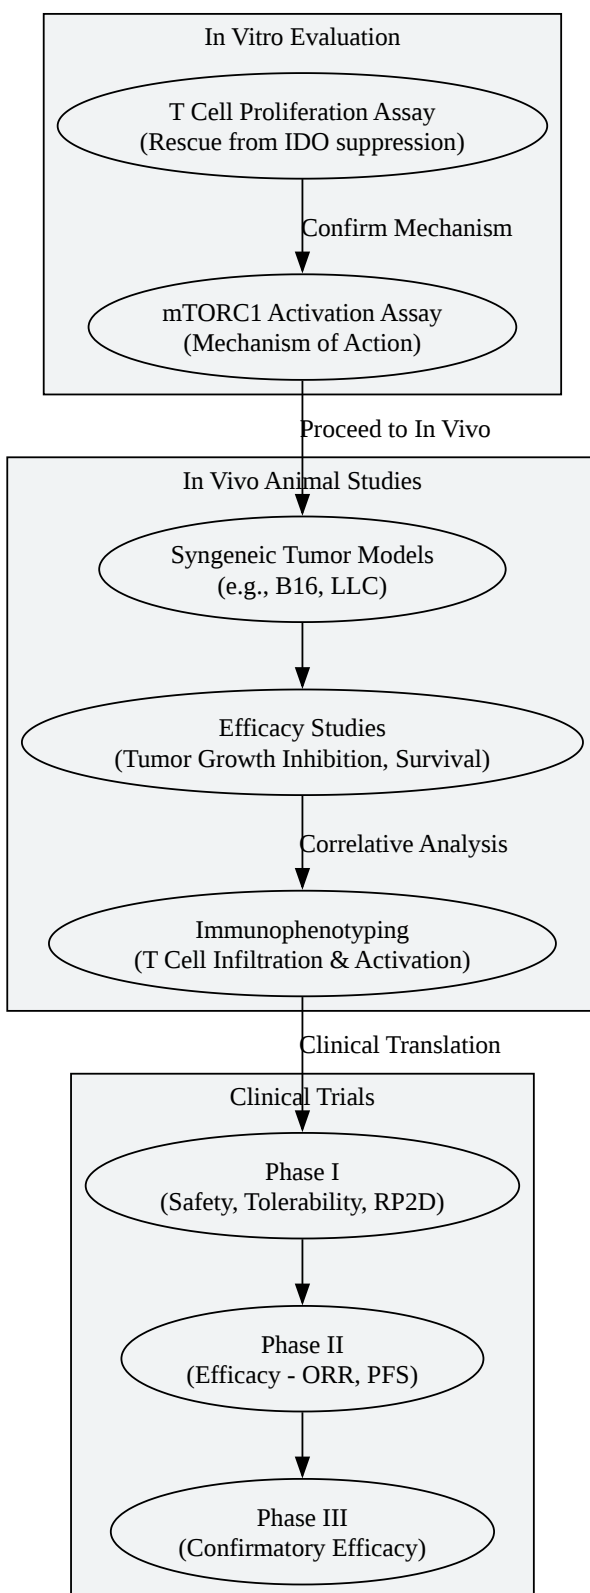 In Vitro Evaluation
T Cell Proliferation Assay
(Rescue from IDO suppression)
Confirm Mechanism
mTORC1 Activation Assay
(Mechanism of Action)
Proceed to In Vivo
In Vivo Animal Studies
Syngeneic Tumor Models
(e.g., B16, LLC)
Efficacy Studies
(Tumor Growth Inhibition, Survival)
Correlative Analysis
Immunophenotyping
(T Cell Infiltration & Activation)
Clinical Translation
Clinical Trials
Phase I
(Safety, Tolerability, RP2D)
Phase II
(Efficacy - ORR, PFS)
Phase III
(Confirmatory Efficacy)